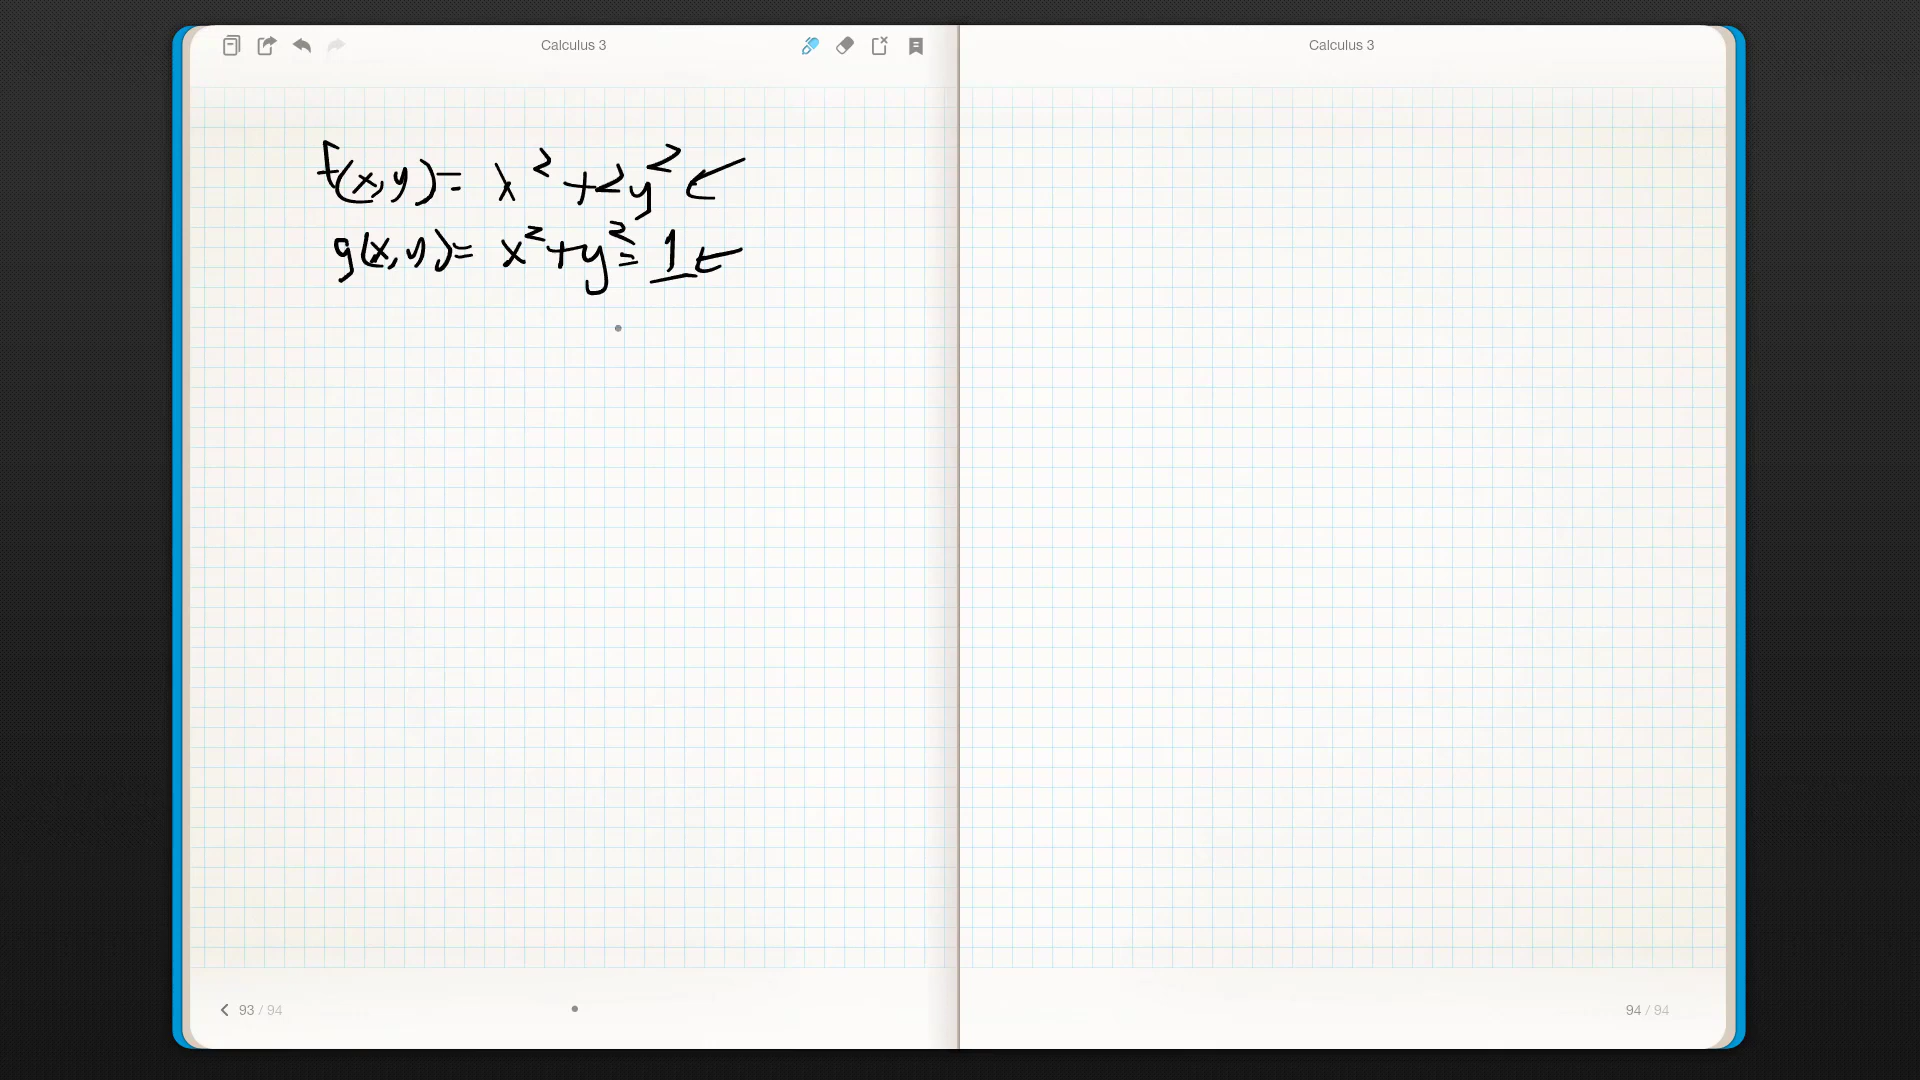 Calculus 3
Calculus 3
f(x,y) = x² + 2y² ←
g(x,y) = x² + y² = 1 ←
93 / 94
94 / 94